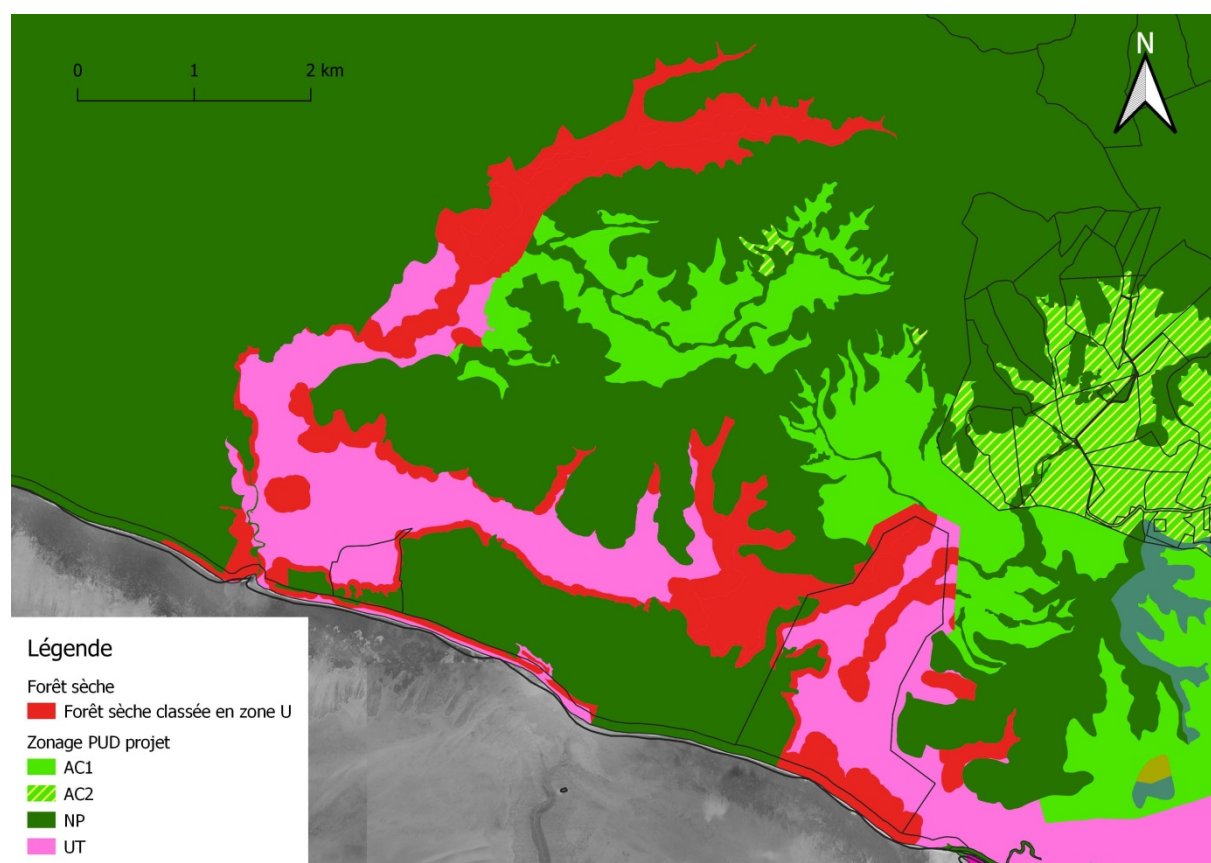 0 1 2 km
N
Légende
Forêt sèche
Forêt sèche classée en zone U
Zonage PUD projet
AC1
AC2
NP
UT